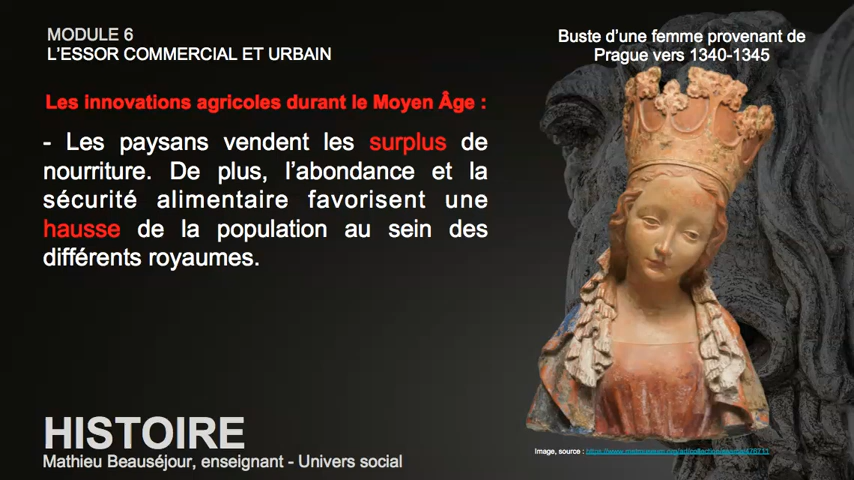 MODULE 6
L’ESSOR COMMERCIAL ET URBAIN
Buste d’une femme provenant de
Prague vers 1340-1345
Les innovations agricoles durant le Moyen Âge :
- Les paysans vendent les surplus de
nourriture. De plus, l’abondance et la
sécurité alimentaire favorisent une
hausse de la population au sein des
différents royaumes.
HISTOIRE
Mathieu Beauséjour, enseignant - Univers social
Image, source :